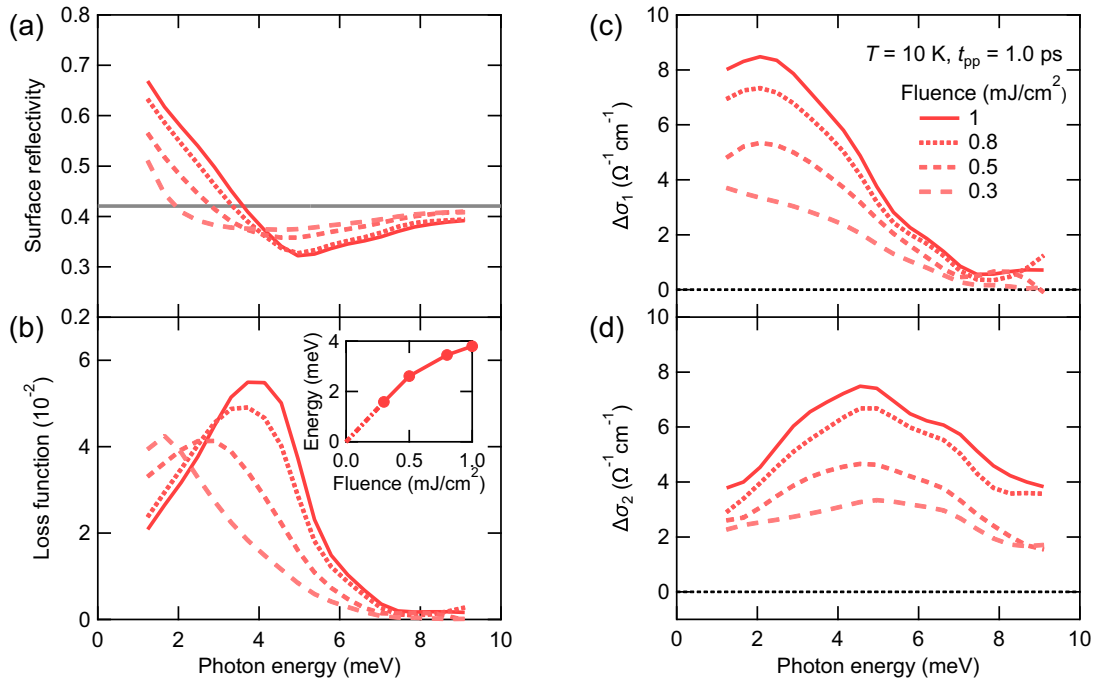 (a)
0.8
0.7
0.6
0.5
0.4
0.3
0.2
Surface reflectivity
(b)
6
4
2
0
Loss function (10-2)
0 2 4 6 8 10
Photon energy (meV)
4
2
0
Energy (meV)
0.0 0.5 1.0
Fluence (mJ/cm2)
(c)
10
8
6
4
2
0
Δσ1 (Ω-1 cm-1)
T = 10 K, tpp = 1.0 ps
Fluence (mJ/cm2)
1
0.8
0.5
0.3
(d)
10
8
6
4
2
0
Δσ2 (Ω-1 cm-1)
0 2 4 6 8 10
Photon energy (meV)